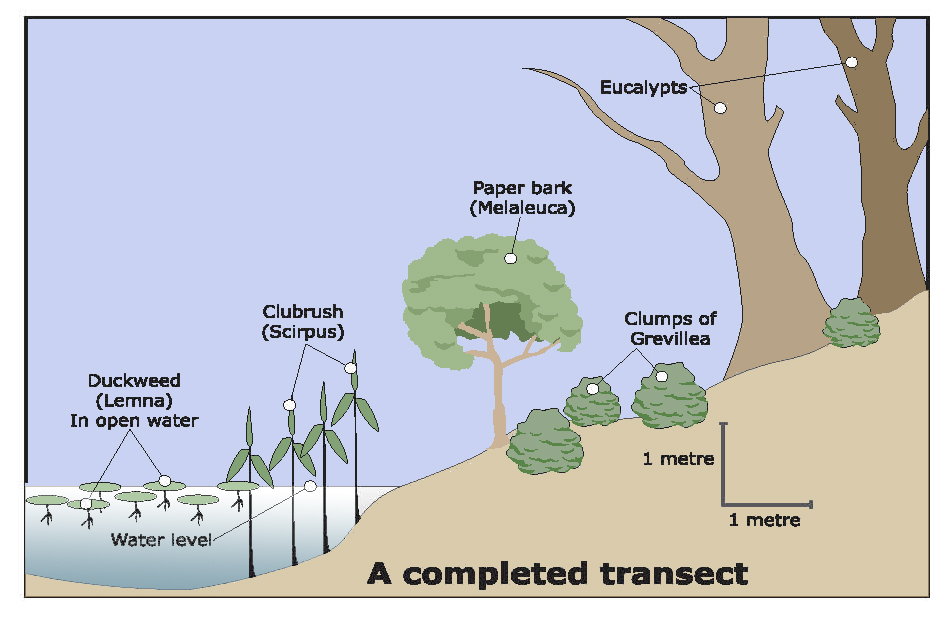 Eucalypts
Paper bark
(Melaleuca)
Clubrush
(Scirpus)
Clumps of
Grevillea
Duckweed
(Lemna)
In open water
1 metre
1 metre
Water level
A completed transect